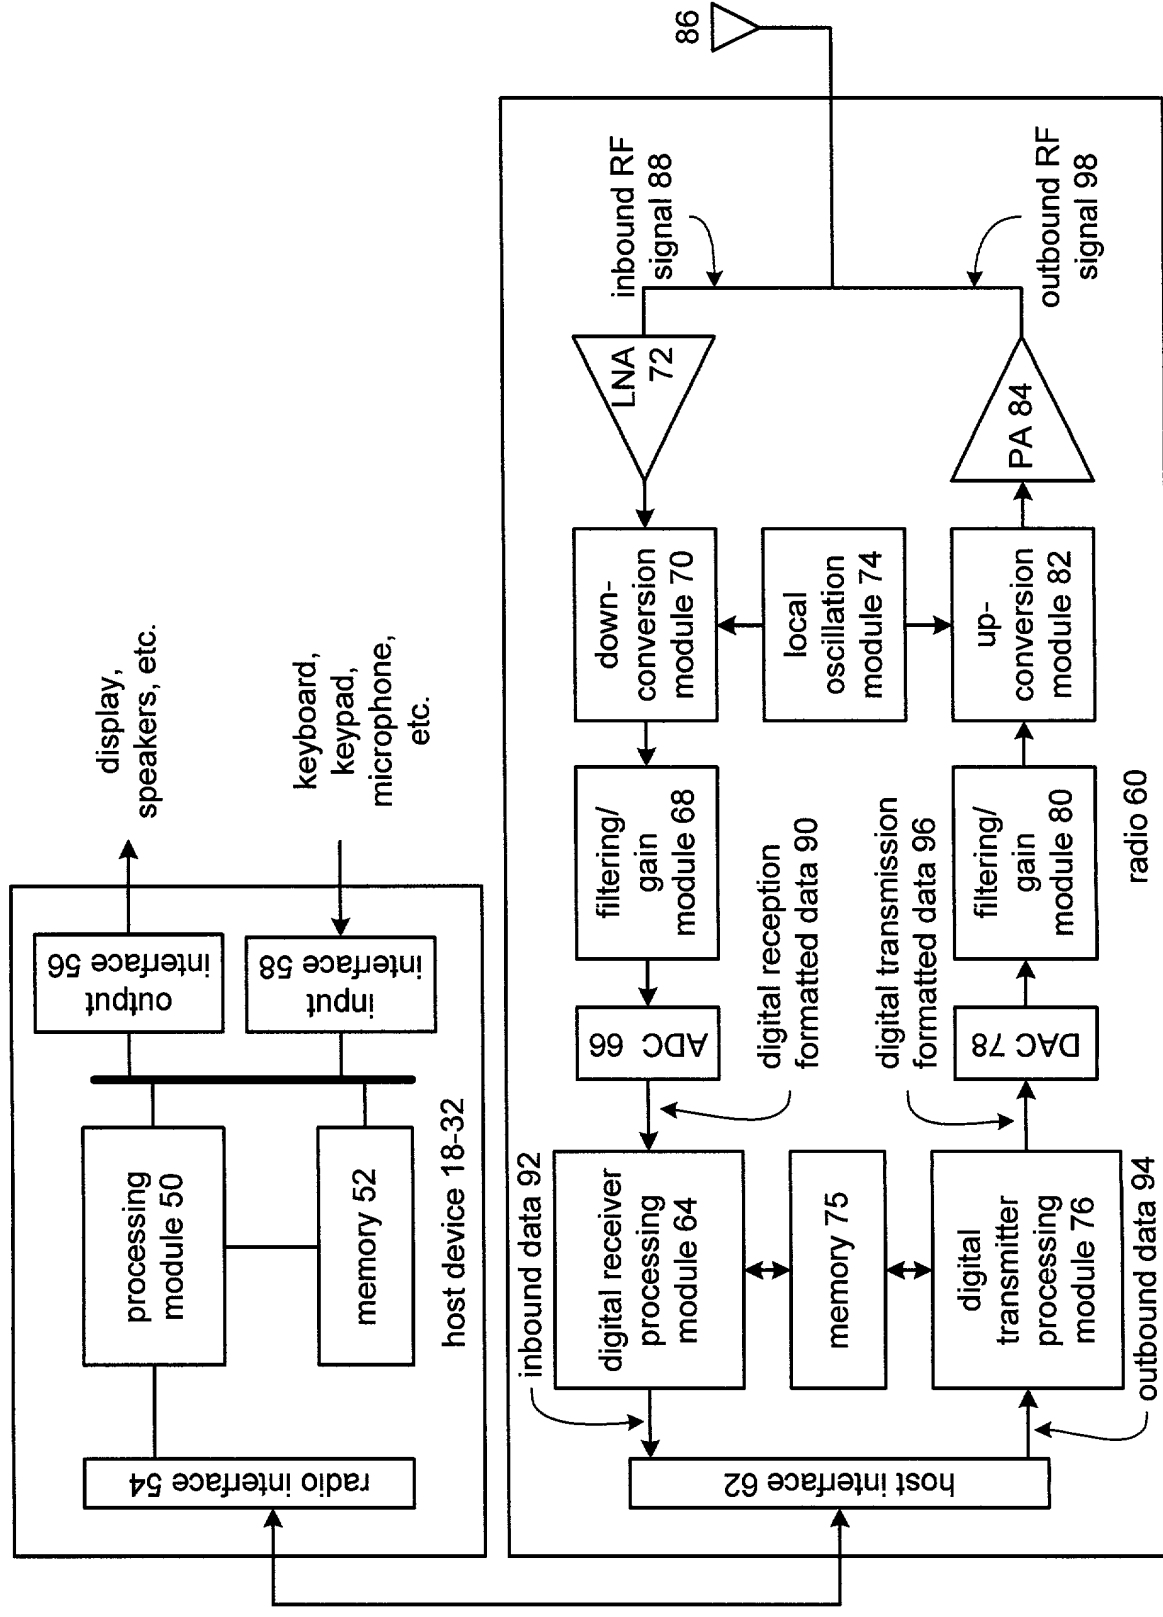 display,
speakers, etc.
keyboard,
keypad,
microphone,
etc.
output
interface 56
input
interface 58
processing
module 50
memory 52
radio interface 54
host device 18-32
86
inbound RF
signal 88
outbound RF
signal 98
LNA
72
PA 84
down-
conversion
module 70
local
oscillation
module 74
up-
conversion
module 82
filtering/
gain
module 68
filtering/
gain
module 80
radio 60
ADC 66
digital reception
formatted data 90
digital transmission
formatted data 96
DAC 78
inbound data 92
digital receiver
processing
module 64
memory 75
digital
transmitter
processing
module 76
outbound data 94
host interface 62